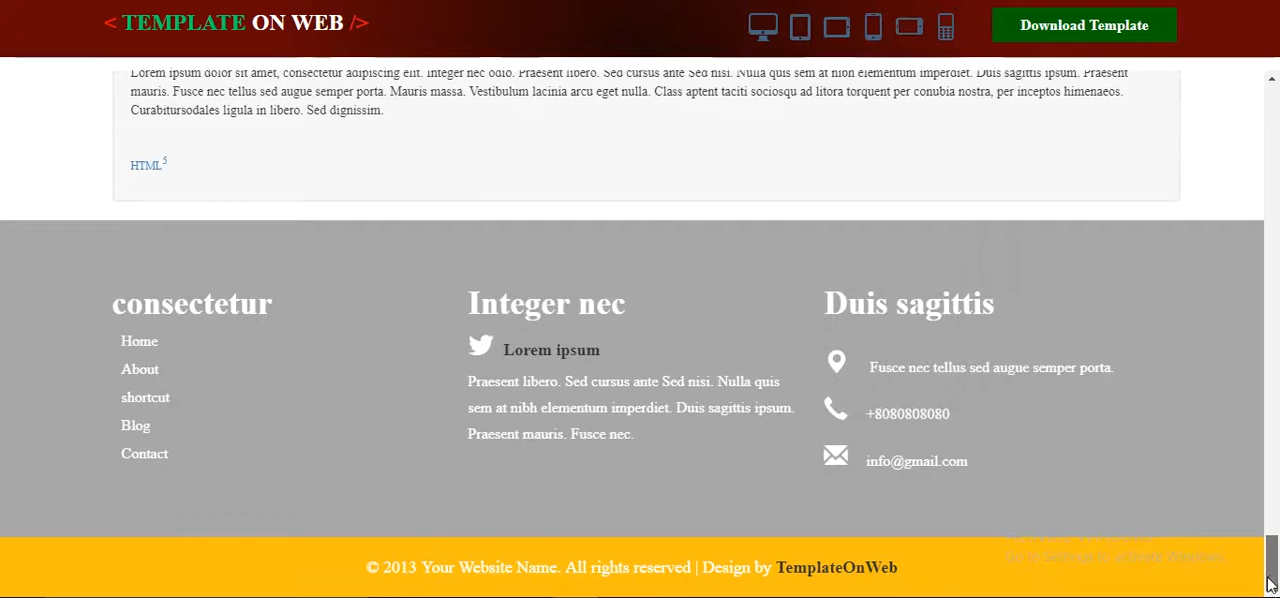 < TEMPLATE ON WEB />
Download Template
Lorem ipsum dolor sit amet, consectetur adipiscing elit. Integer nec odio. Praesent libero. Sed cursus ante Sed nisi. Nulla quis sem at nibh elementum imperdiet. Duis sagittis ipsum. Praesent
mauris. Fusce nec tellus sed augue semper porta. Mauris massa. Vestibulum lacinia arcu eget nulla. Class aptent taciti sociosqu ad litora torquent per conubia nostra, per inceptos himenaeos.
Curabitursodales ligula in libero. Sed dignissim.
HTML5
consectetur
Home
About
shortcut
Blog
Contact
Integer nec
Lorem ipsum
Praesent libero. Sed cursus ante Sed nisi. Nulla quis
sem at nibh elementum imperdiet. Duis sagittis ipsum.
Praesent mauris. Fusce nec.
Duis sagittis
Fusce nec tellus sed augue semper porta.
+8080808080
info@gmail.com
© 2013 Your Website Name. All rights reserved | Design by TemplateOnWeb